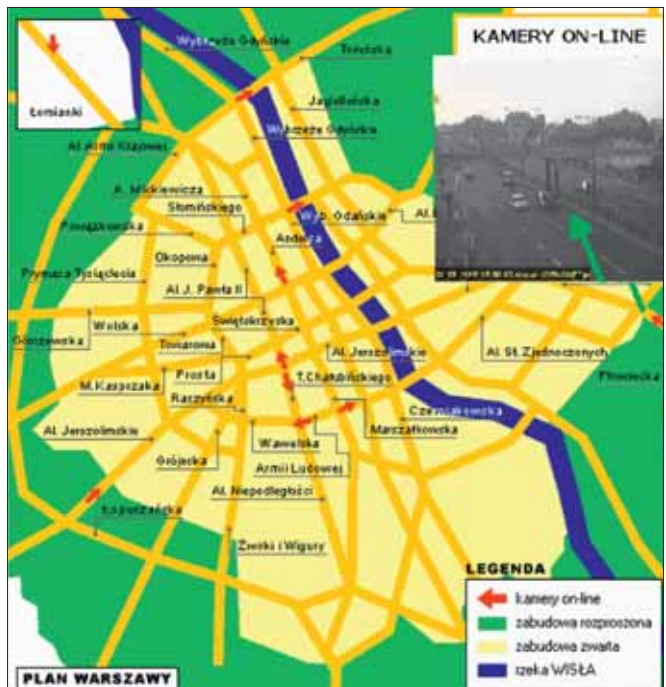 KAMERY ON-LINE
Łomianki
Wybrzeże Gdyńskie
Toruńska
Jagiellońska
Wybrzeże Gdyńskie
Al. Armii Krajowej
A. Mickiewicza
Słomińskiego
Wyb. Gdańskie
Al.
Powązkowska
Andersa
Okopowa
Prymasa Tysiąclecia
Al. J. Pawła II
Świętokrzyska
Górczewska
Wolska
Towarowa
Al. Jerozolimskie
Al. St. Zjednoczonych
Prosta
T. Chałubińskiego
Płowiecka
M. Kasprzaka
Raszyńska
Czerniakowska
Marszałkowska
Al. Jerozolimskie
Wawelska
Grójecka
Armii Ludowej
Al. Niepodległości
Łopuszańska
Żwirki i Wigury
LEGENDA
kamery on-line
zabudowa rozproszona
zabudowa zwarta
rzeka WISŁA
PLAN WARSZAWY